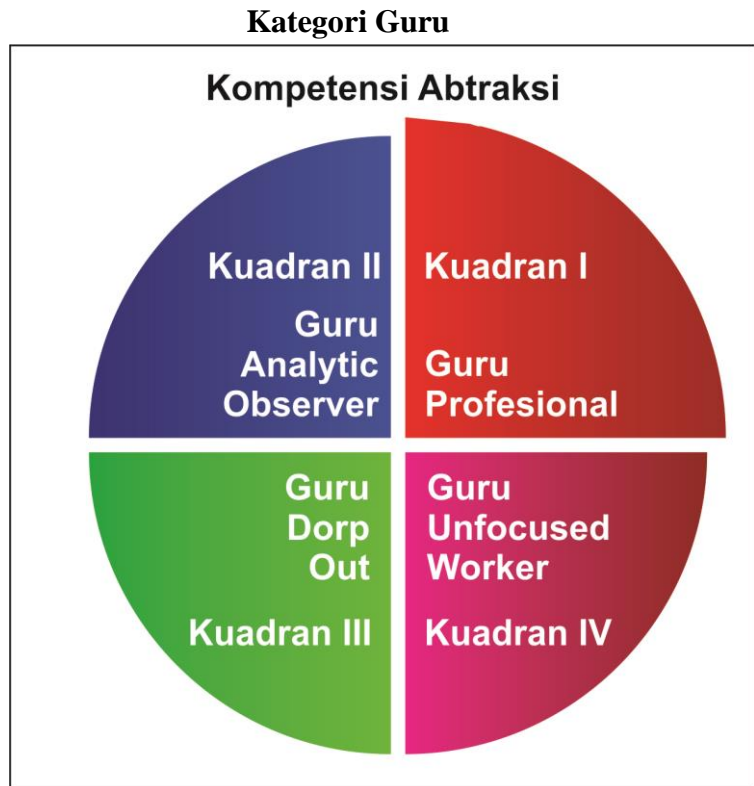 Kategori Guru
Kompetensi Abtraksi
Kuadran II
Guru
Analytic
Observer
Kuadran I
Guru
Profesional
Guru
Dorp
Out
Kuadran III
Guru
Unfocused
Worker
Kuadran IV